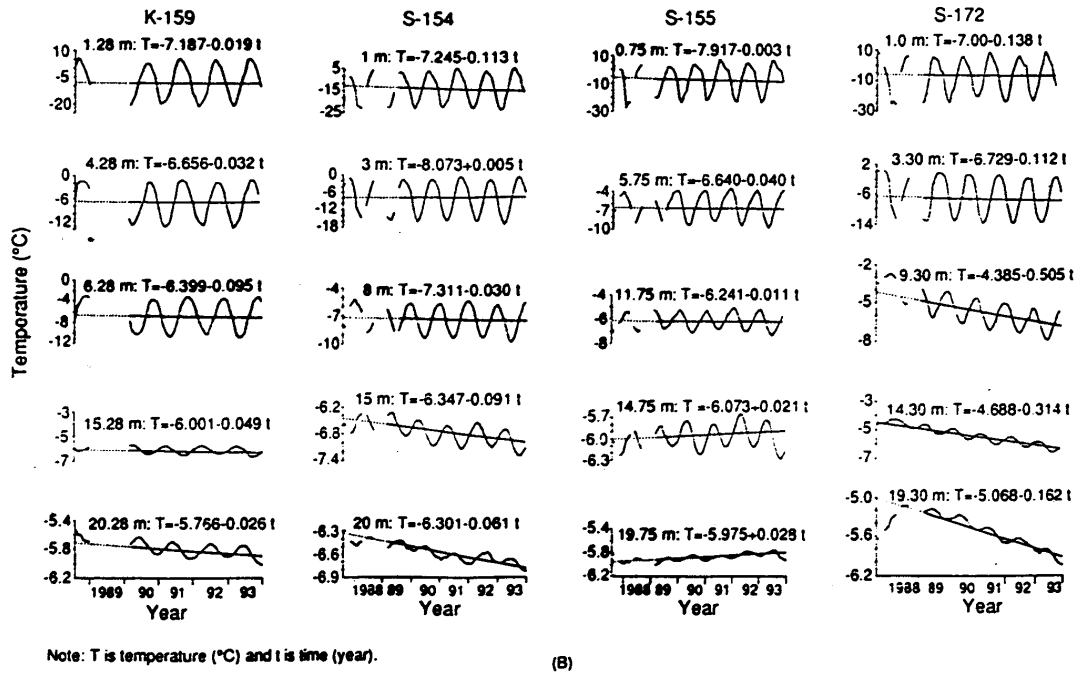 K-159 S-154 S-155 S-172
1.28 m: T=-7.187-0.019 t
10
-5
-20
1 m: T=-7.245-0.113 t
5
-5
-15
-25
0.75 m: T=-7.917-0.003 t
10
-10
-30
1.0 m: T=-7.00-0.138 t
10
-10
-30
4.28 m: T=-6.656-0.032 t
0
-6
-12
3 m: T=-8.073+0.005 t
0
-6
-12
-18
5.75 m: T=-6.640-0.040 t
-4
-7
-10
3.30 m: T=-6.729-0.112 t
2
-6
-14
Temperature (°C)
6.28 m: T=-6.399-0.095 t
0
-4
-8
-12
8 m: T=-7.311-0.030 t
-4
-7
-10
11.75 m: T=-6.241-0.011 t
-4
-6
-8
9.30 m: T=-4.385-0.505 t
-2
-5
-8
15.28 m: T=-6.001-0.049 t
-3
-5
-7
15 m: T=-6.347-0.091 t
-6.2
-6.8
-7.4
14.75 m: T=-6.073+0.021 t
-5.7
-6.0
-6.3
14.30 m: T=-4.688-0.314 t
-3
-5
-7
20.28 m: T=-5.766-0.026 t
-5.4
-5.8
-6.2
20 m: T=-6.301-0.061 t
-6.3
-6.6
-6.9
19.75 m: T=-5.975+0.028 t
-5.4
-5.8
-6.2
19.30 m: T=-5.068-0.162 t
-5.0
-5.6
-6.2
1989 90 91 92 93
1988 89 90 91 92 93
1988 89 90 91 92 93
1988 89 90 91 92 93
Year Year Year Year
Note: T is temperature (°C) and t is time (year).
(B)